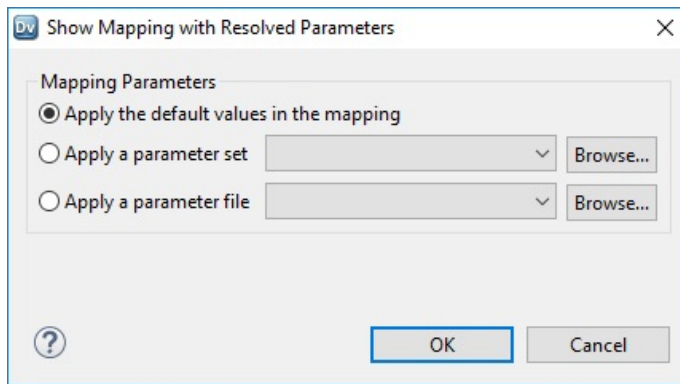 Dv Show Mapping with Resolved Parameters
Mapping Parameters
Apply the default values in the mapping
Apply a parameter set Browse...
Apply a parameter file Browse...
? OK Cancel